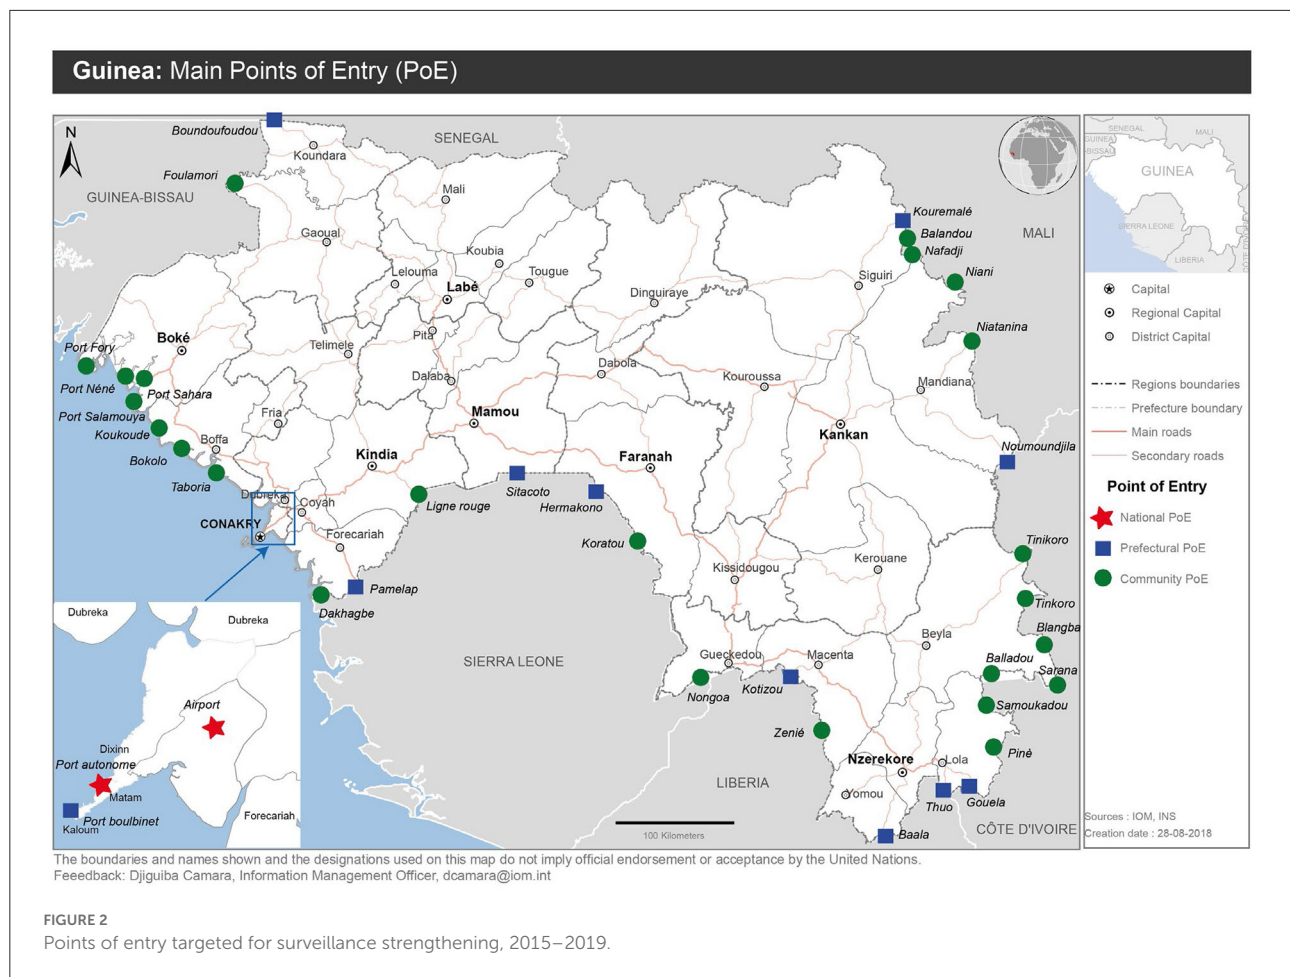 Guinea: Main Points of Entry (PoE)
N
SENEGAL
GUINEA-BISSAU
MALI
SIERRA LEONE
LIBERIA
CÔTE D'IVOIRE
Boundoufoudou
Koundara
Foulamori
Mali
Gaoual
Koubia
Lelouma
Tougue
Labé
Kouremalé
Balandou
Nafadji
Niani
Siguiri
Dinguiraye
Niatanina
Port Fory
Boké
Telimele
Pita
Dalaba
Dabola
Kouroussa
Mandiana
Port Néné
Port Sahara
Port Salamouya
Koukoude
Fria
Mamou
Kankan
Bokolo
Boffa
Kindia
Faranah
Noumoundjila
Taboria
Dubreka
Coyah
Ligne rouge
Sitacoto
Hermakono
CONAKRY
Forecariah
Koratou
Tinikoro
Kissidougou
Kerouane
Pamelap
Dakhagbe
Tinkoro
Blangba
Beyla
Gueckedou
Macenta
Balladou
Sarana
Nongoa
Kotizou
Samoukadou
Zenié
Pinè
Nzerekore
Lola
Yomou
Thuo
Gouela
Baala
100 Kilometers
Dubreka
Dubreka
Airport
Dixinn
Port autonome
Matam
Port boulbinet
Kaloum
Forecariah
SENEGAL
MALI
GUINEA
-BISSAU
GUINEA
SIERRA LEONE
LIBERIA
Capital
Regional Capital
District Capital
Regions boundaries
Prefecture boundary
Main roads
Secondary roads
Point of Entry
National PoE
Prefectural PoE
Community PoE
Sources : IOM, INS
Creation date : 28-08-2018
The boundaries and names shown and the designations used on this map do not imply official endorsement or acceptance by the United Nations.
Feeedback: Djiguiba Camara, Information Management Officer, dcamara@iom.int
FIGURE 2
Points of entry targeted for surveillance strengthening, 2015–2019.